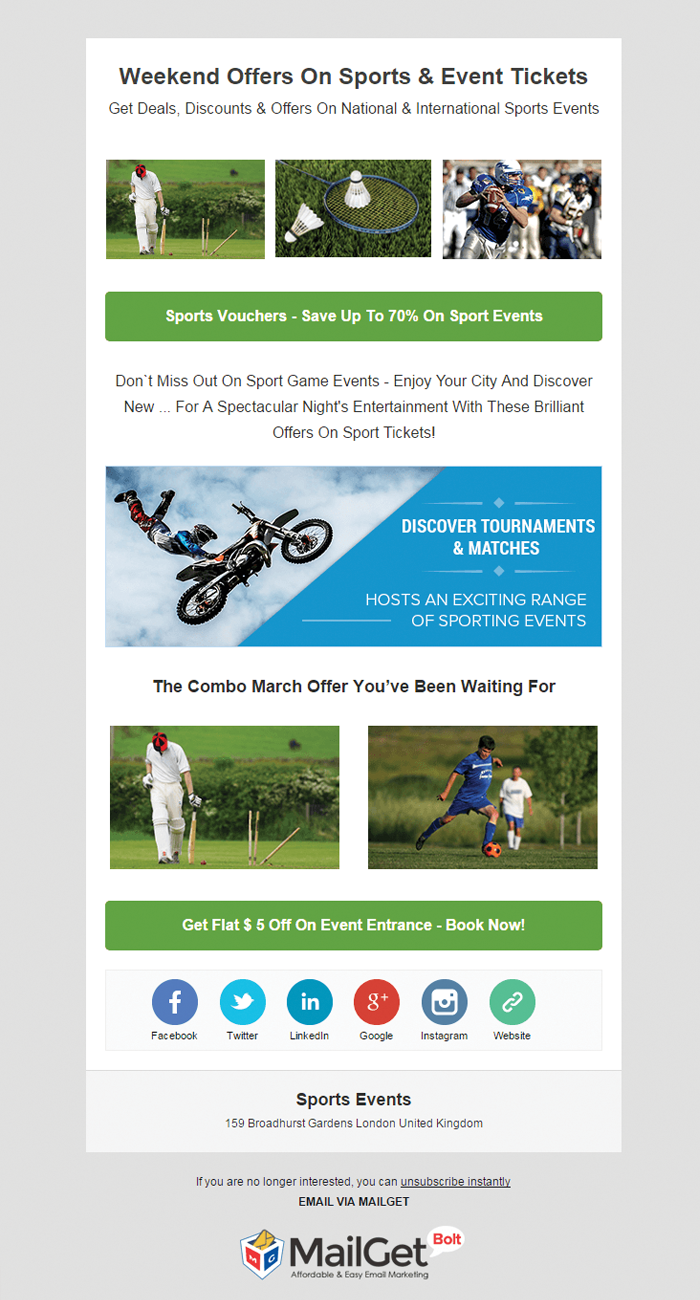 Weekend Offers On Sports & Event Tickets
Get Deals, Discounts & Offers On National & International Sports Events
Sports Vouchers - Save Up To 70% On Sport Events
Don`t Miss Out On Sport Game Events - Enjoy Your City And Discover
New ... For A Spectacular Night's Entertainment With These Brilliant
Offers On Sport Tickets!
DISCOVER TOURNAMENTS
& MATCHES
HOSTS AN EXCITING RANGE
OF SPORTING EVENTS
The Combo March Offer You’ve Been Waiting For
Get Flat $ 5 Off On Event Entrance - Book Now!
f in g+
Facebook Twitter LinkedIn Google Instagram Website
Sports Events
159 Broadhurst Gardens London United Kingdom
If you are no longer interested, you can unsubscribe instantly
EMAIL VIA MAILGET
M G MailGet Bolt
Affordable & Easy Email Marketing